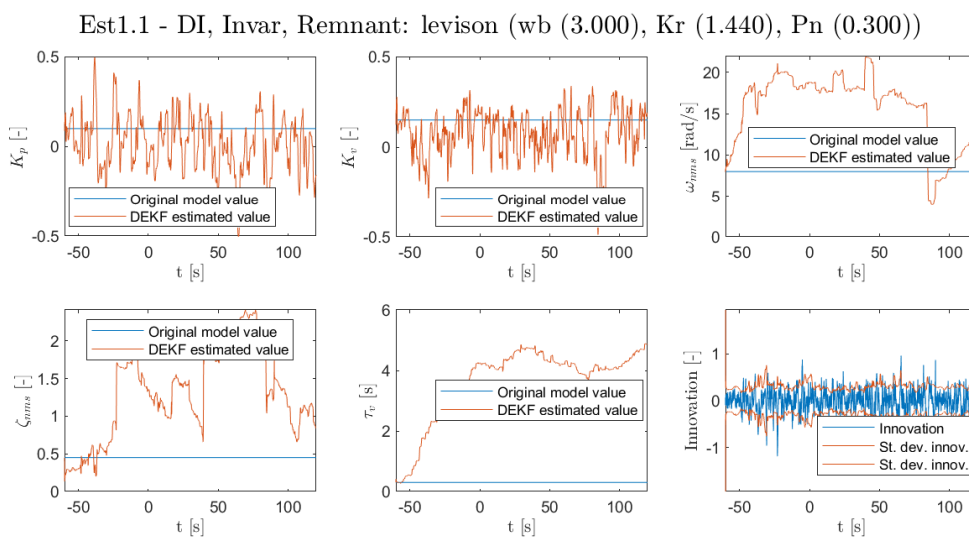 Est1.1 - DI, Invar, Remnant: levison (wb (3.000), Kr (1.440), Pn (0.300))
0.5
0
-0.5
K_p [-]
Original model value
DEKF estimated value
-50 0 50 100
t [s]
0.5
0
-0.5
K_v [-]
Original model value
DEKF estimated value
-50 0 50 100
t [s]
20
15
10
5
0
ω_nms [rad/s]
Original model value
DEKF estimated value
-50 0 50 100
t [s]
2
1.5
1
0.5
0
ζ_nms [-]
Original model value
DEKF estimated value
-50 0 50 100
t [s]
6
4
2
0
τ_v [s]
Original model value
DEKF estimated value
-50 0 50 100
t [s]
1
0
-1
Innovation [-]
Innovation
St. dev. innov.
St. dev. innov.
-50 0 50 100
t [s]